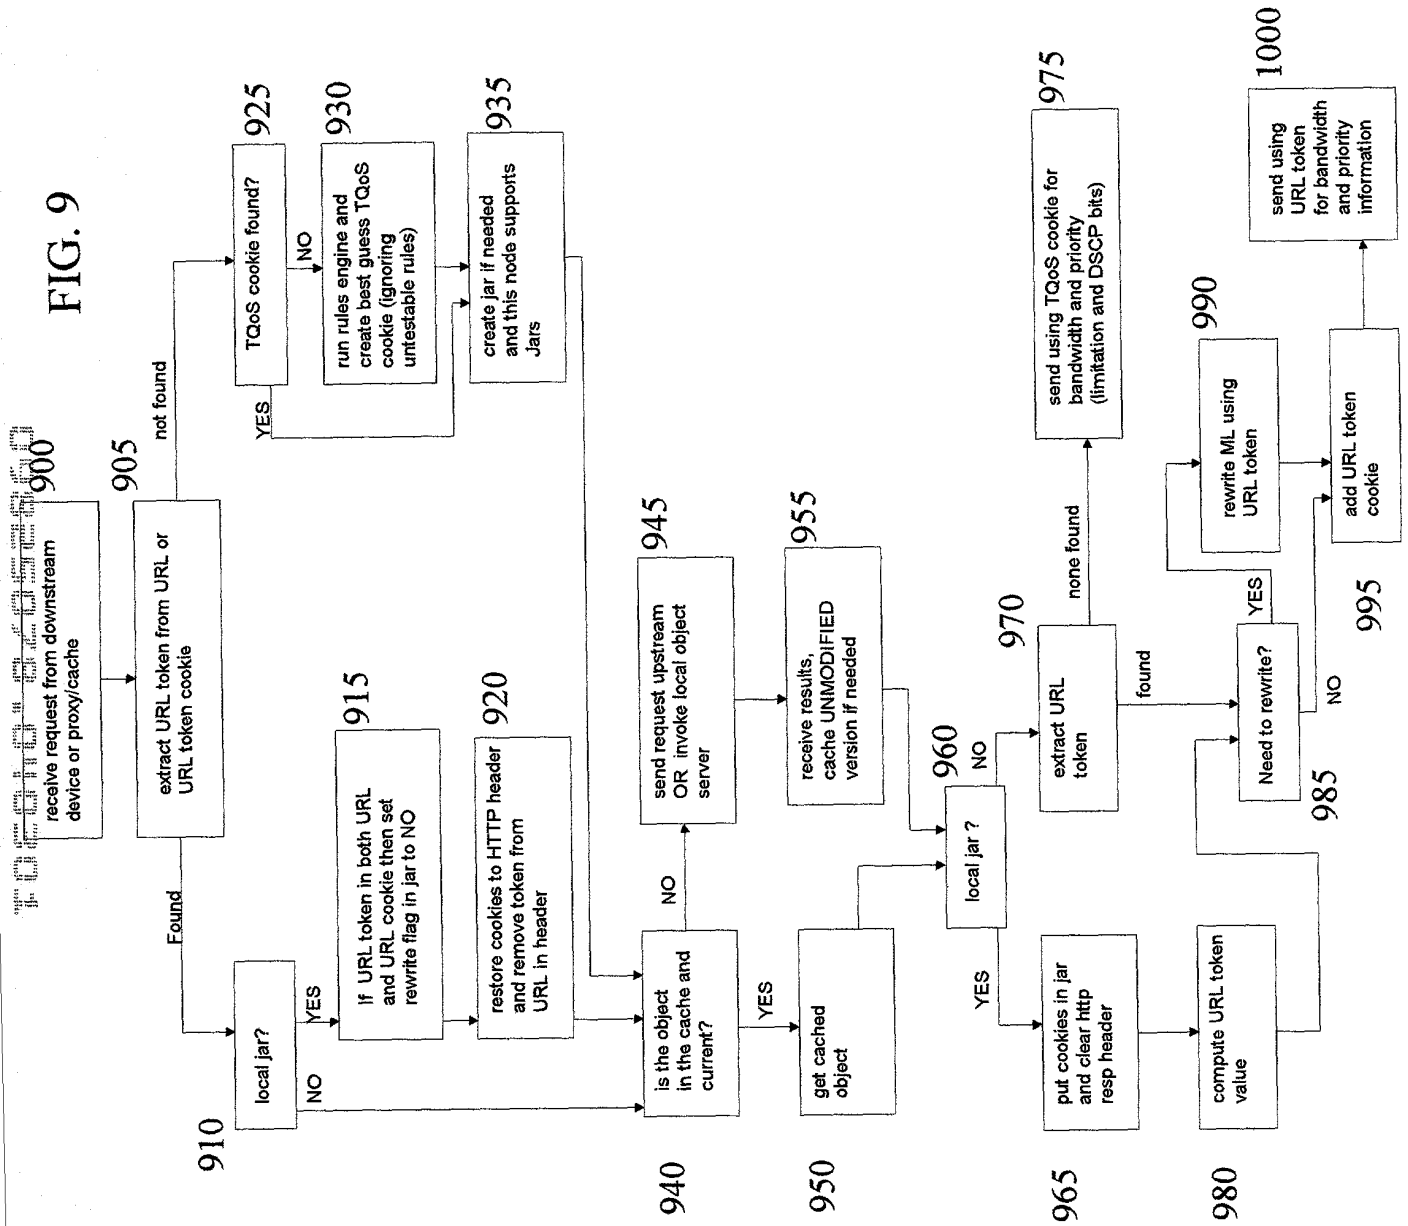 FIG. 9
900
receive request from downstream
device or proxy/cache
905
extract URL token from URL or
URL token cookie
Found
not found
910
local jar?
YES
NO
915
If URL token in both URL
and URL cookie then set
rewrite flag in jar to NO
920
restore cookies to HTTP header
and remove token from
URL in header
925
TQoS cookie found?
YES
NO
930
run rules engine and
create best guess TQoS
cookie (ignoring
untestable rules)
935
create jar if needed
and this node supports
Jars
940
is the object
in the cache and
current?
NO
YES
945
send request upstream
OR invoke local object
server
950
get cached
object
955
receive results,
cache UNMODIFIED
version if needed
960
local jar ?
YES
NO
965
put cookies in jar
and clear http
resp header
970
extract URL
token
none found
found
975
send using TQoS cookie for
bandwidth and priority
(limitation and DSCP bits)
980
compute URL token
value
985
Need to rewrite?
YES
NO
990
rewrite ML using
URL token
995
add URL token
cookie
1000
send using
URL token
for bandwidth
and priority
information